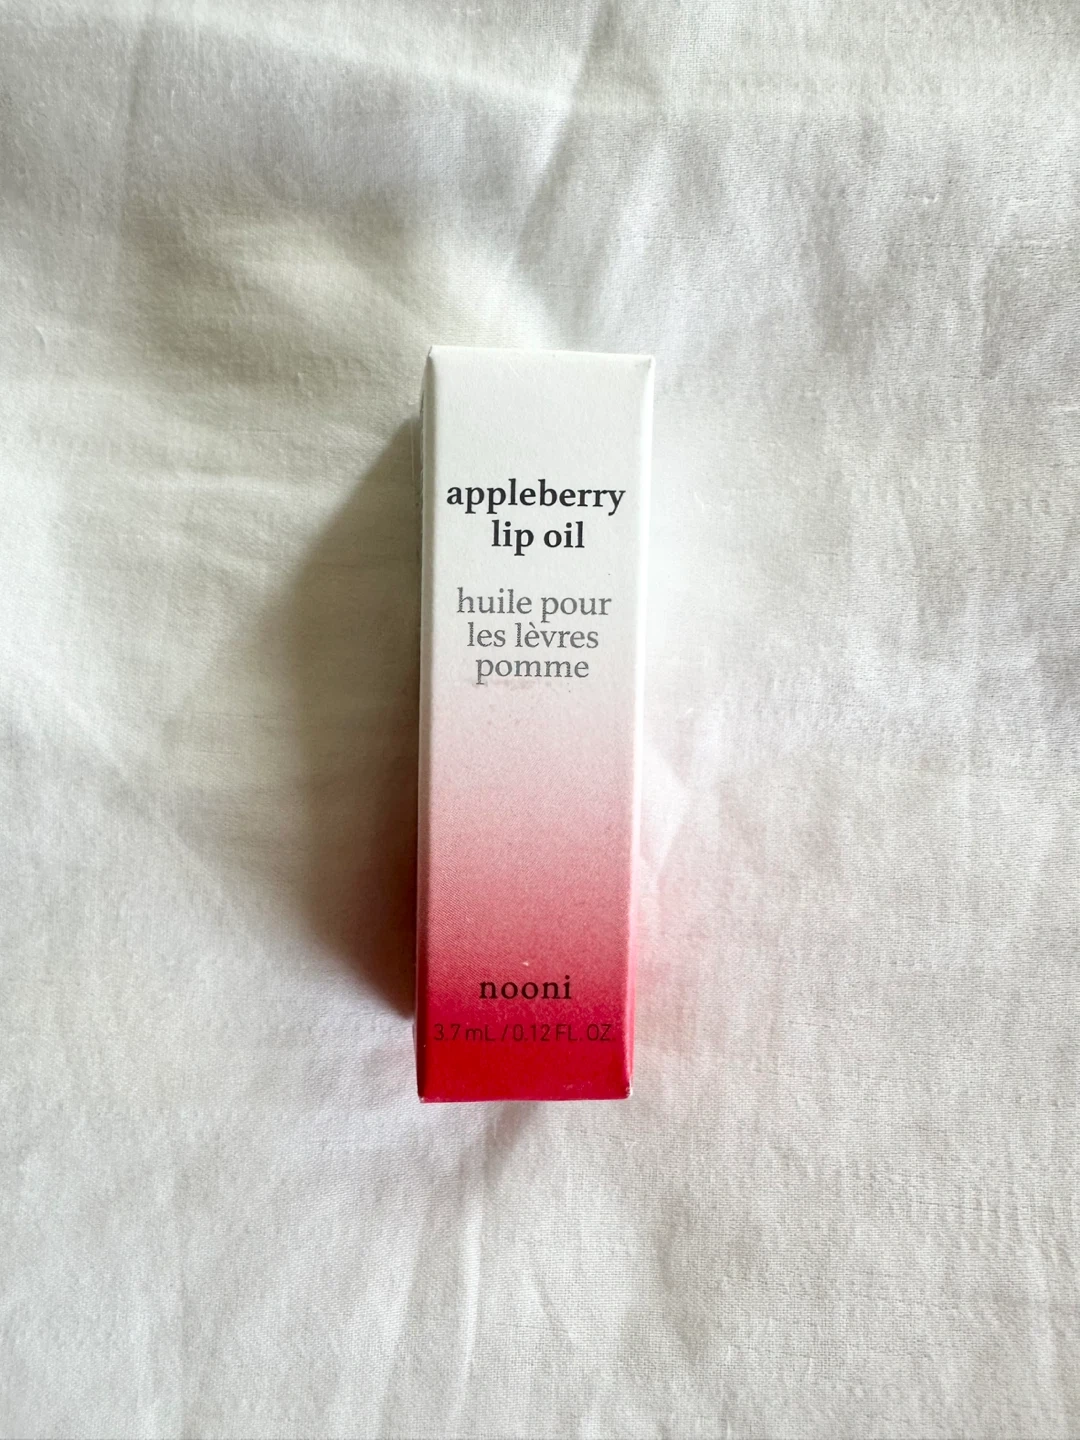 appleberry
lip oil
huile pour
les lèvres
pomme
nooni
3.7 mL / 0.12 FL. OZ.